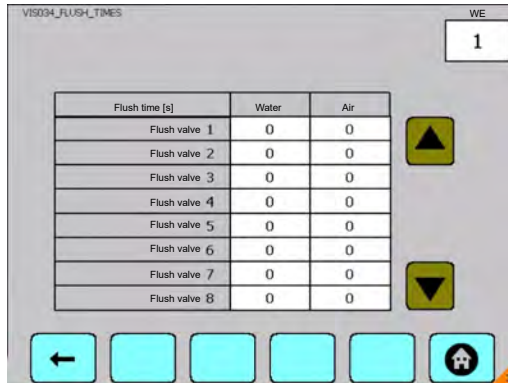 VIS034_FLUSH_TIMES
WE
1
Flush time [s] Water Air
Flush valve 1 0 0
Flush valve 2 0 0
Flush valve 3 0 0
Flush valve 4 0 0
Flush valve 5 0 0
Flush valve 6 0 0
Flush valve 7 0 0
Flush valve 8 0 0